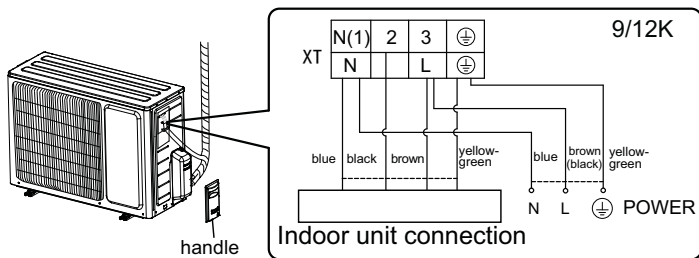 9/12K
N(1) 2 3
XT
N L
blue black brown yellow-
green
blue brown
(black) yellow-
green
N L POWER
Indoor unit connection
handle